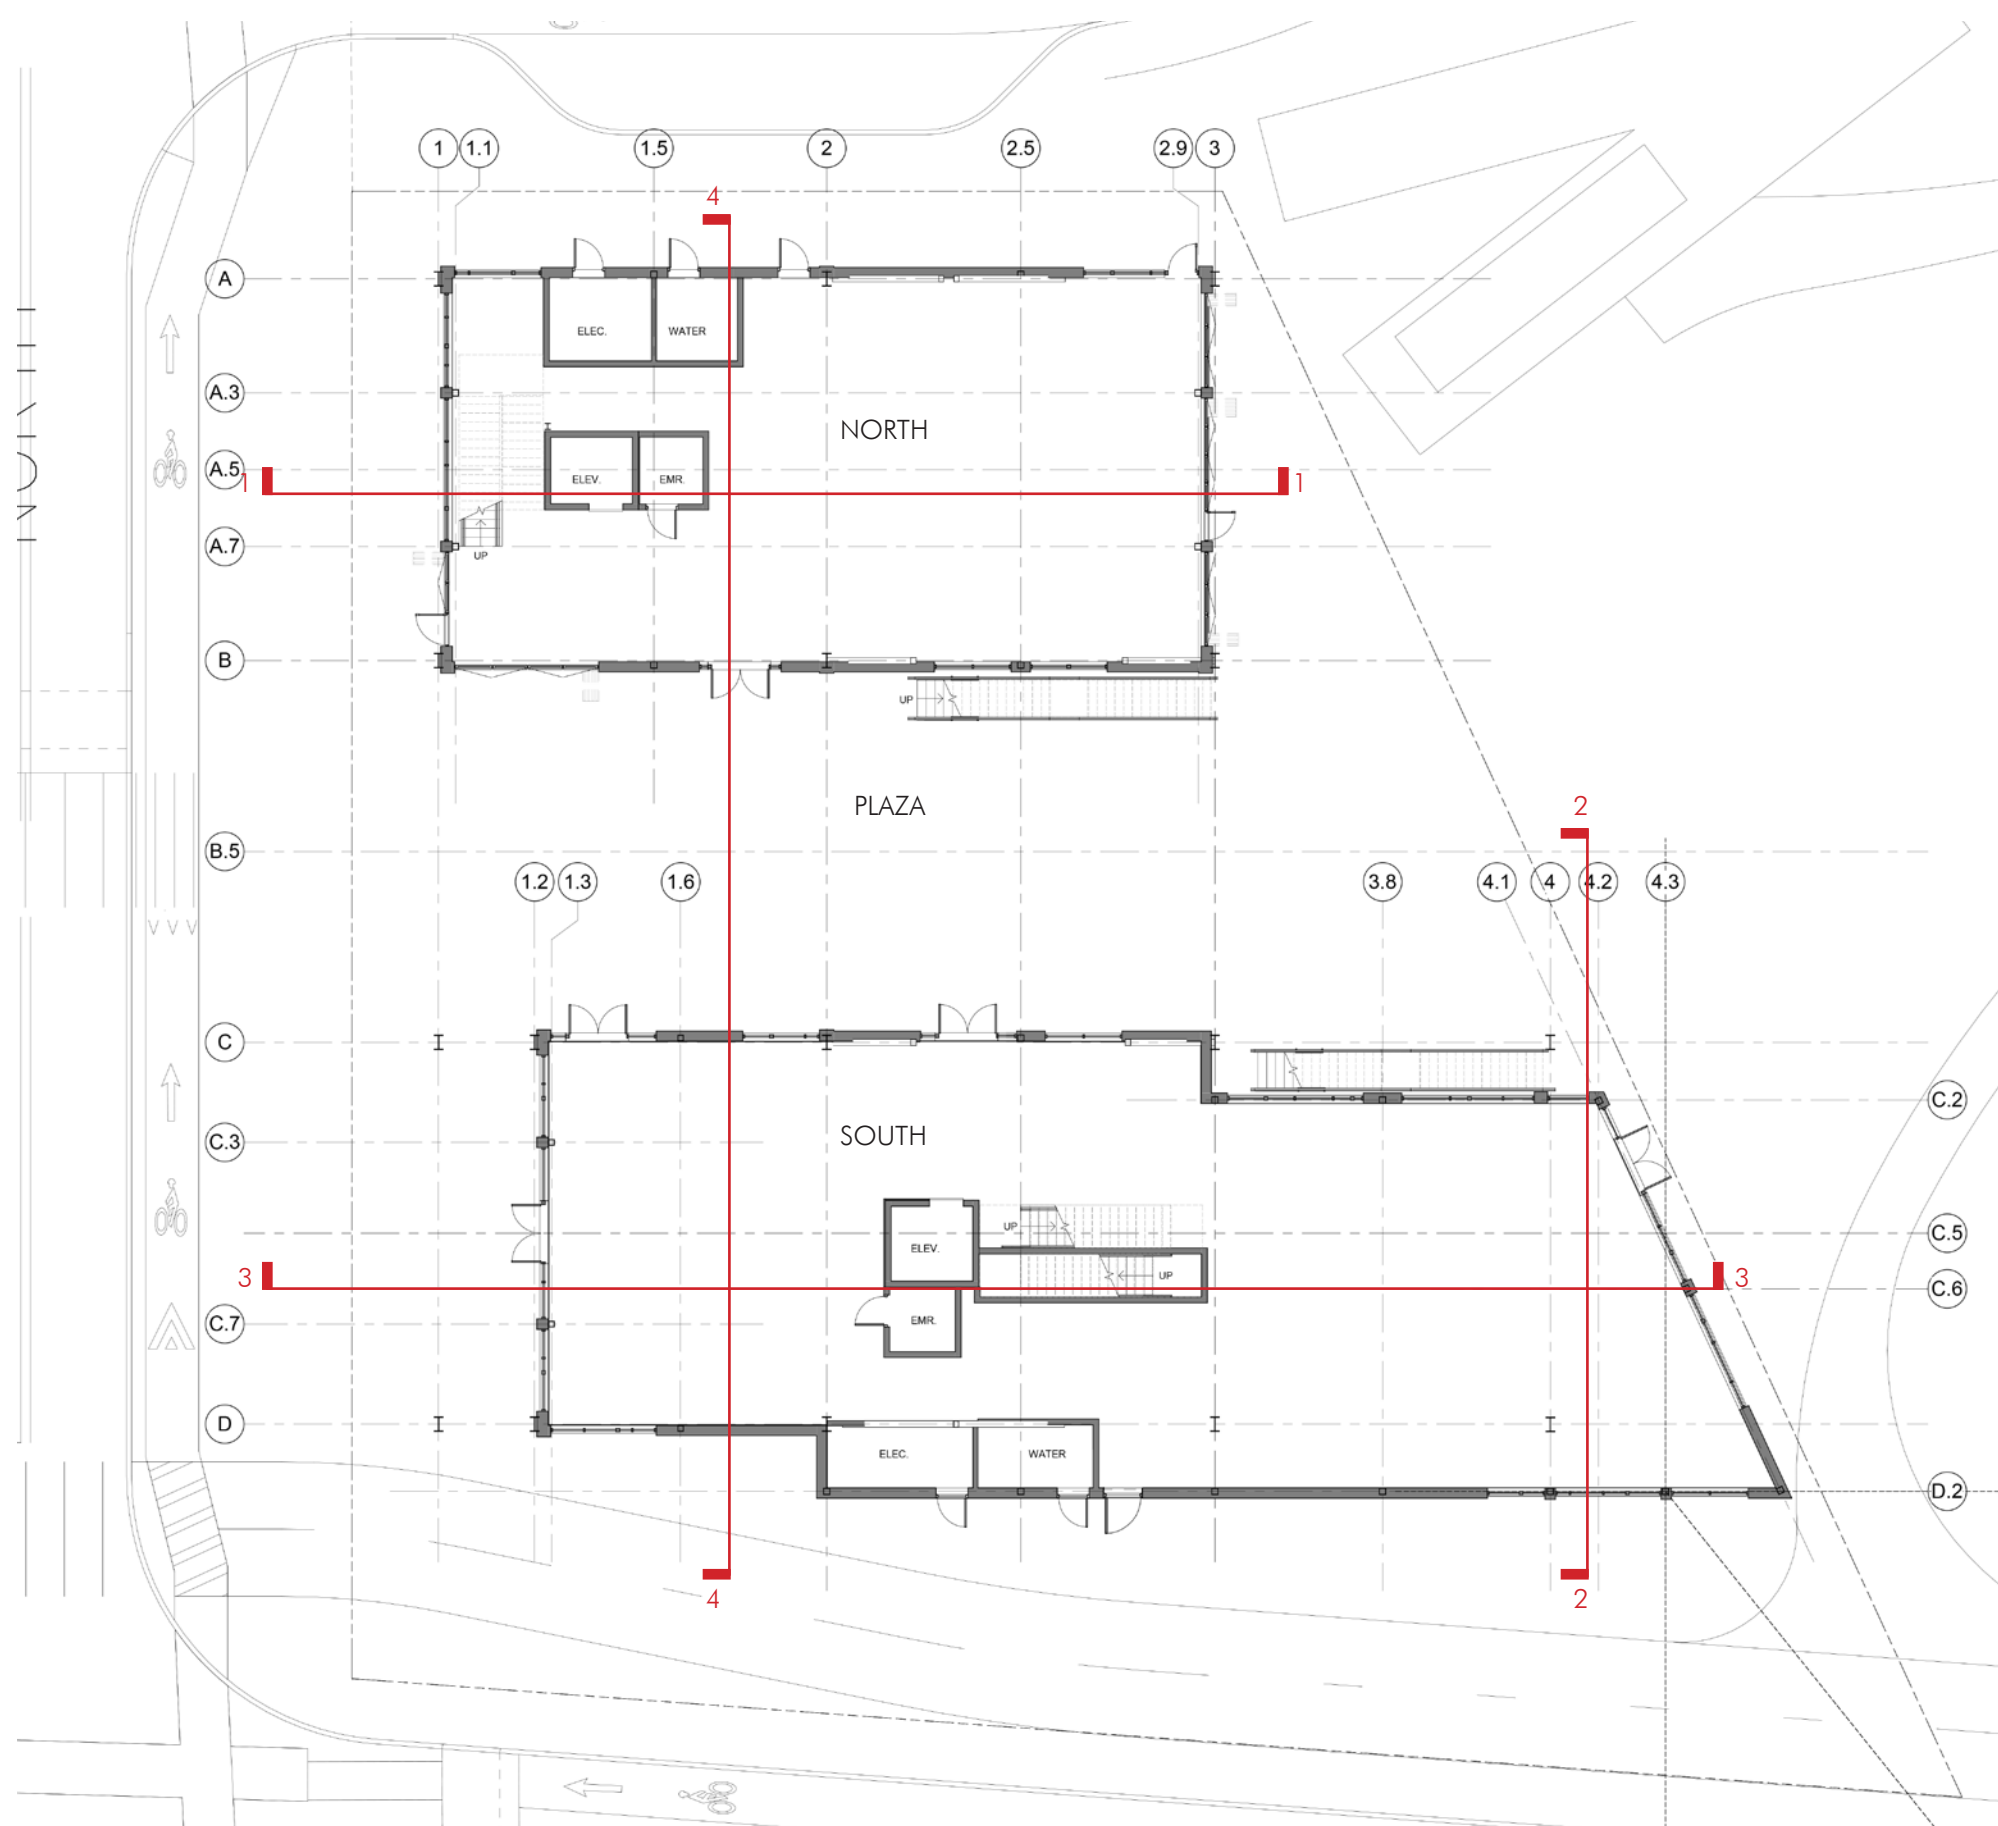 1 1.1 1.5 2 2.5 2.9 3
4
A
ELEC. WATER
A.3
NORTH
A.5
1 ELEV. EMR. 1
A.7
UP
B
UP
PLAZA
2
B.5
1.2 1.3 1.6 3.8 4.1 4 4.2 4.3
C
C.2
C.3
SOUTH
UP
C.5
ELEV.
UP
3 3
C.6
EMR.
C.7
D
ELEC. WATER
D.2
4 2